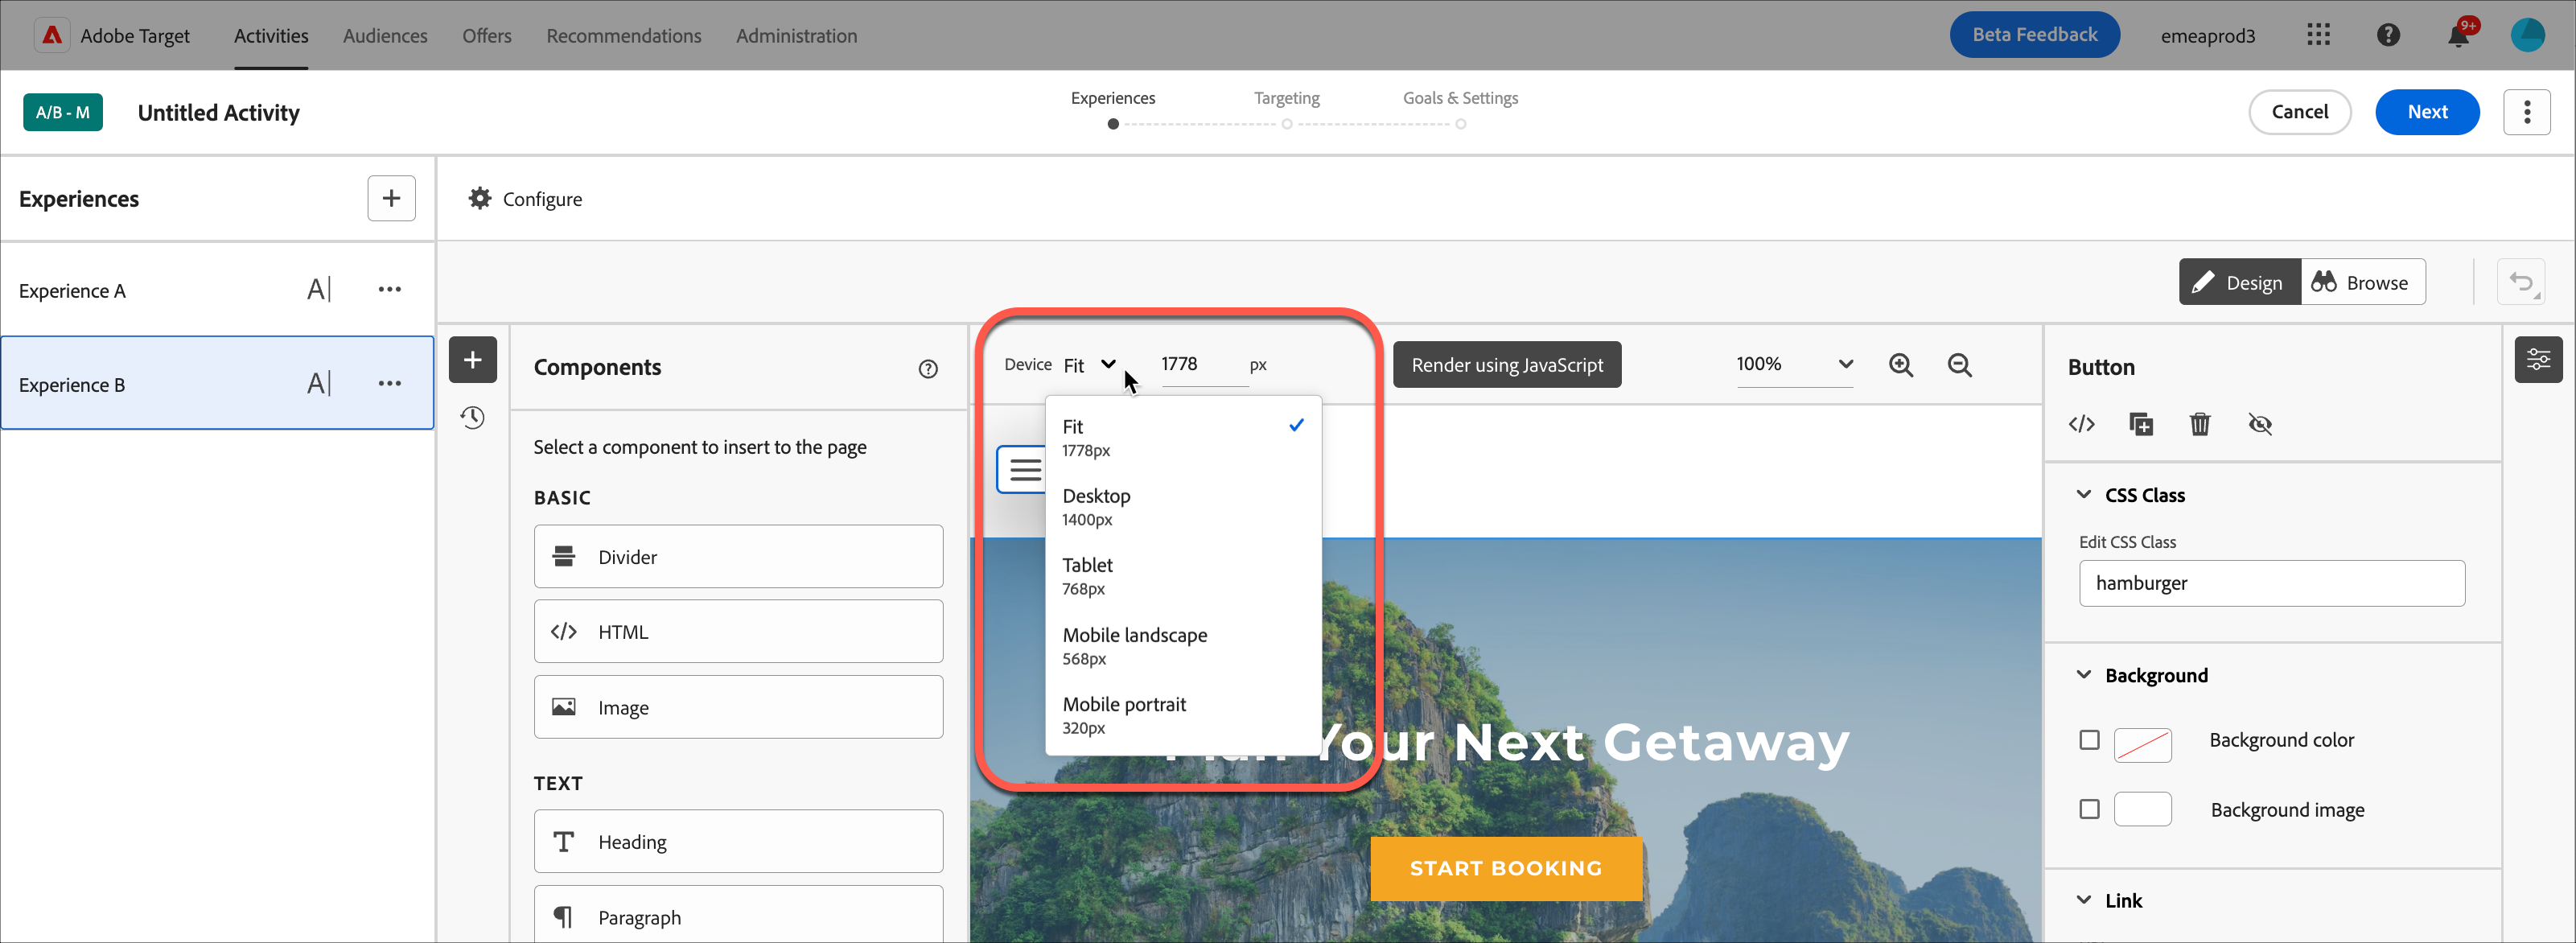 Adobe Target Activities Audiences Offers Recommendations Administration Beta Feedback emeaprod3 9+
A/B - M Untitled Activity Experiences Targeting Goals & Settings Cancel Next
Experiences
Configure
Experience A A|
Design Browse
Experience B A|
Components
Device Fit 1778 px Render using JavaScript 100%
Button
Select a component to insert to the page
BASIC
Divider
HTML
Image
TEXT
Heading
Paragraph
Fit
1778px
Desktop
1400px
Tablet
768px
Mobile landscape
568px
Mobile portrait
320px
Your Next Getaway
START BOOKING
CSS Class
Edit CSS Class
hamburger
Background
Background color
Background image
Link